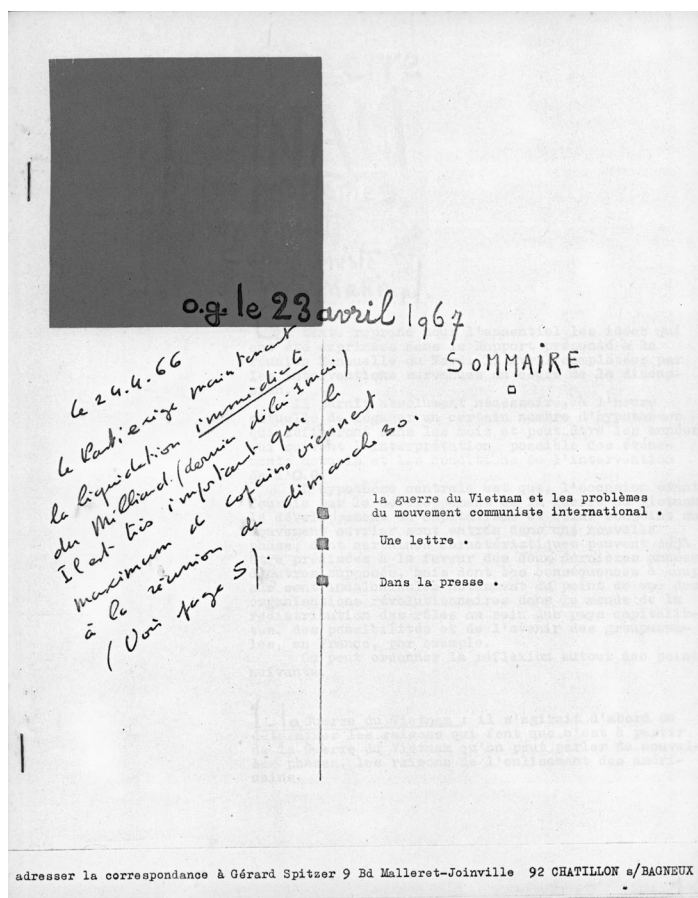 o.g. le 23 avril 1967
SOMMAIRE
le 24.4.66
le Parti exige maintenant
la liquidation immédiate
du Milliard (dernier délai 1 mai)
Il est très important que le
maximum de copains viennent
à la réunion du dimanche 30.
(Voir page 5).
la guerre du Vietnam et les problèmes
du mouvement communiste international .
Une lettre .
Dans la presse .
adresser la correspondance à Gérard Spitzer 9 Bd Malleret-Joinville 92 CHATILLON s/BAGNEUX